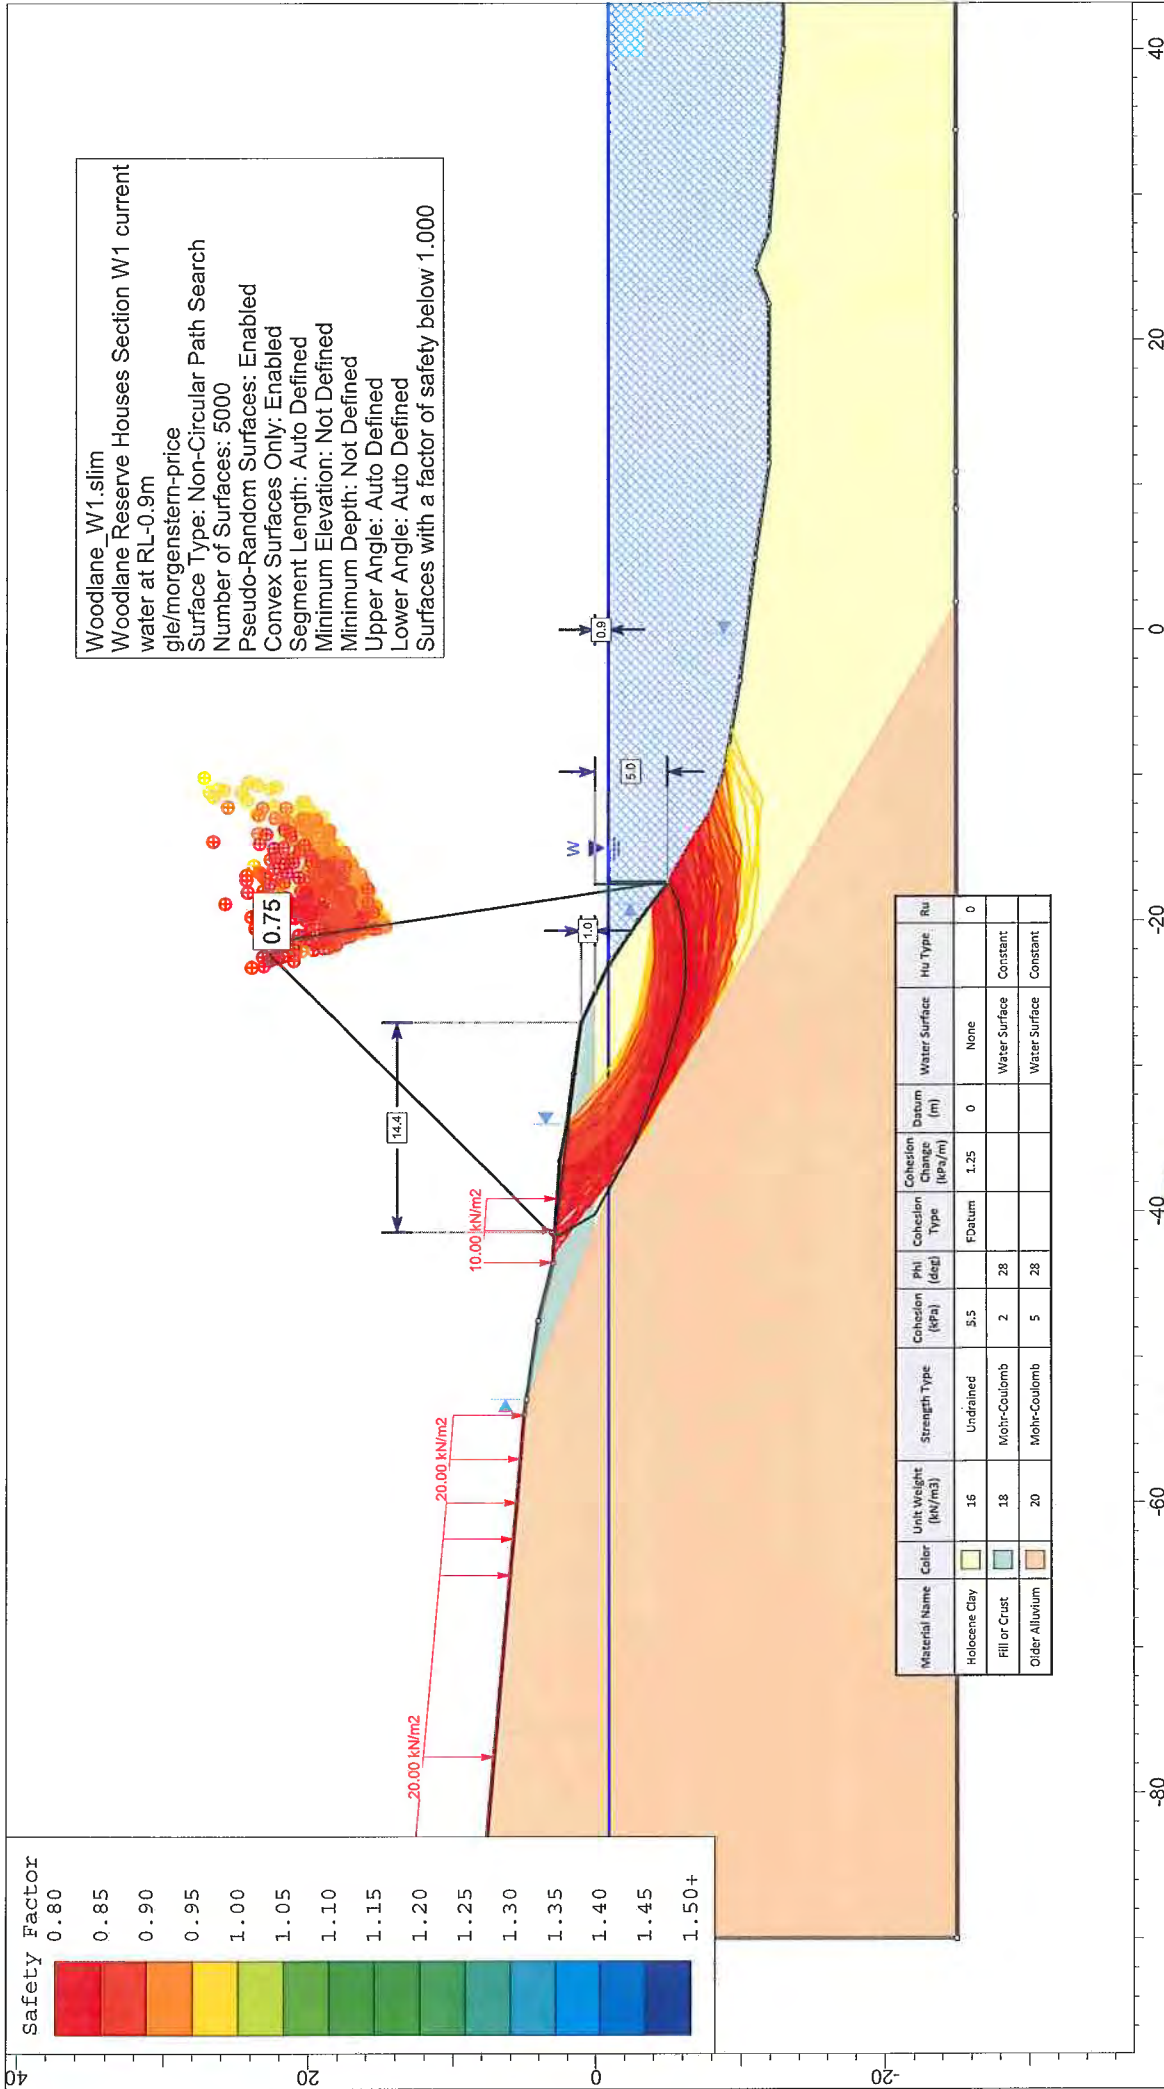 Safety Factor
0.80
0.85
0.90
0.95
1.00
1.05
1.10
1.15
1.20
1.25
1.30
1.35
1.40
1.45
1.50+
Woodlane_W1.slim
Woodlane Reserve Houses Section W1 current
water at RL-0.9m
gle/morgenstern-price
Surface Type: Non-Circular Path Search
Number of Surfaces: 5000
Pseudo-Random Surfaces: Enabled
Convex Surfaces Only: Enabled
Segment Length: Auto Defined
Minimum Elevation: Not Defined
Minimum Depth: Not Defined
Upper Angle: Auto Defined
Lower Angle: Auto Defined
Surfaces with a factor of safety below 1.000
0.75
14.4
1.0
W
5.0
0.9
20.00 kN/m2
20.00 kN/m2
10.00 kN/m2
Material Name Color Unit Weight (kN/m3) Strength Type Cohesion (kPa) Phi (deg) Cohesion Type Cohesion Change (kPa/m) Datum (m) Water Surface Hu Type Ru
Holocene Clay 16 Undrained 5.5 FDatum 1.25 0 None 0
Fill or Crust 18 Mohr-Coulomb 2 28 Water Surface Constant
Older Alluvium 20 Mohr-Coulomb 5 28 Water Surface Constant
40
20
0
-20
-80
-60
-40
-20
0
20
40